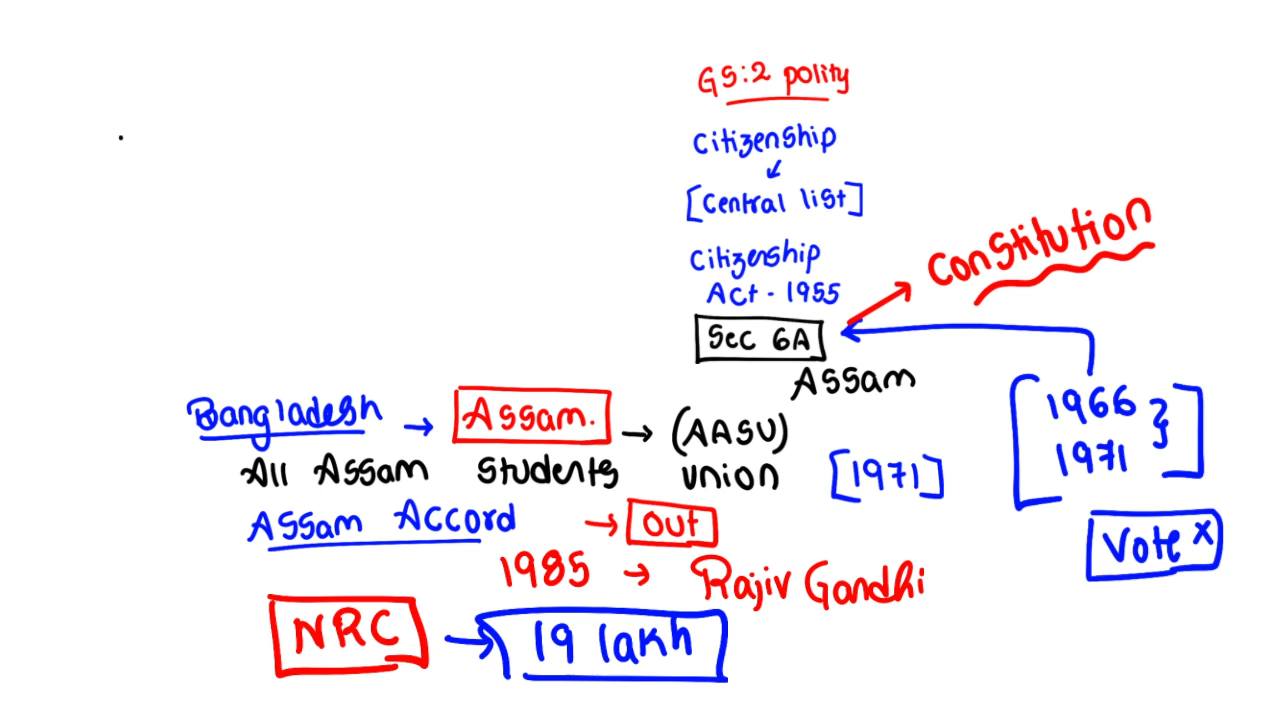 GS:2 polity
Citizenship
↙
[Central list]
Citizenship
Act - 1955
Sec 6A
Constitution
Assam
Bangladesh → Assam. → (AASU)
All Assam Students Union
[1971]
1966
1971
Assam Accord → Out
Vote x
1985 → Rajiv Gandhi
NRC → 19 lakh